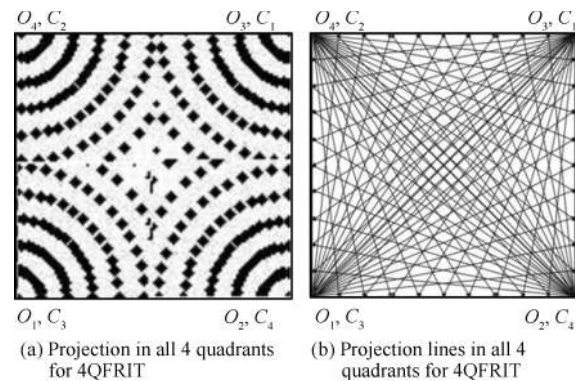 O4, C2
O3, C1
O4, C2
O3, C1
O1, C3
O2, C4
O1, C3
O2, C4
(a) Projection in all 4 quadrants
for 4QFRIT
(b) Projection lines in all 4
quadrants for 4QFRIT